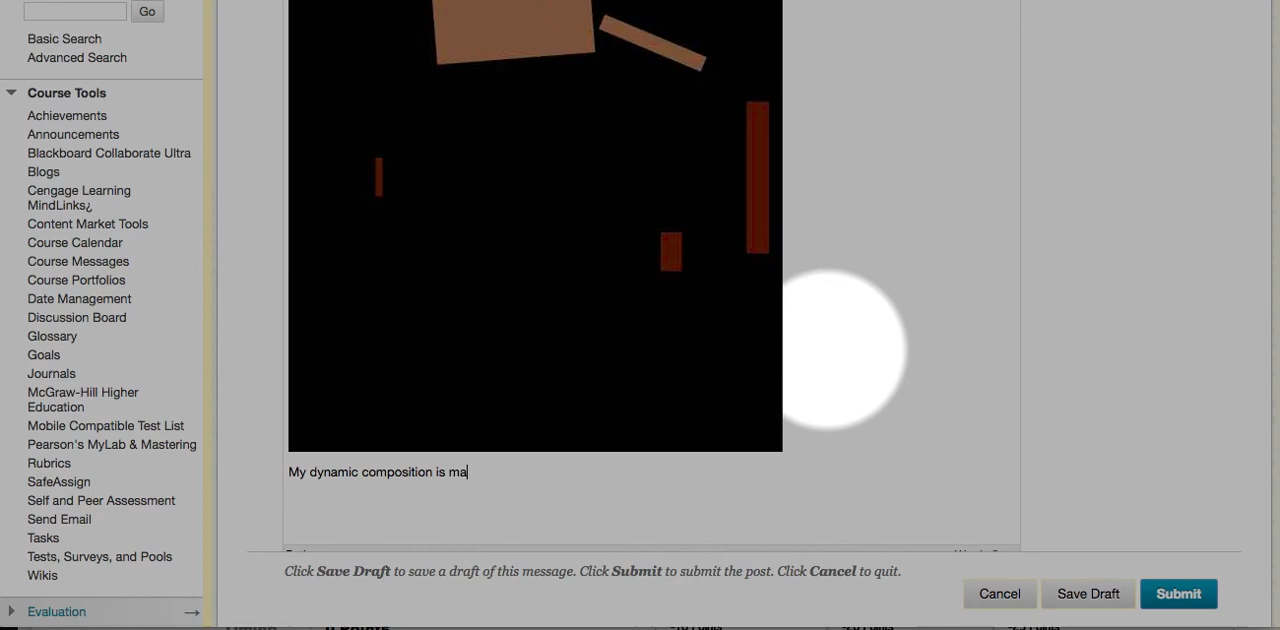 Go
Basic Search
Advanced Search
Course Tools
Achievements
Announcements
Blackboard Collaborate Ultra
Blogs
Cengage Learning
MindLinks¿
Content Market Tools
Course Calendar
Course Messages
Course Portfolios
Date Management
Discussion Board
Glossary
Goals
Journals
McGraw-Hill Higher
Education
Mobile Compatible Test List
Pearson's MyLab & Mastering
Rubrics
SafeAssign
Self and Peer Assessment
Send Email
Tasks
Tests, Surveys, and Pools
Wikis
Evaluation
My dynamic composition is ma
Click Save Draft to save a draft of this message. Click Submit to submit the post. Click Cancel to quit.
Cancel Save Draft Submit